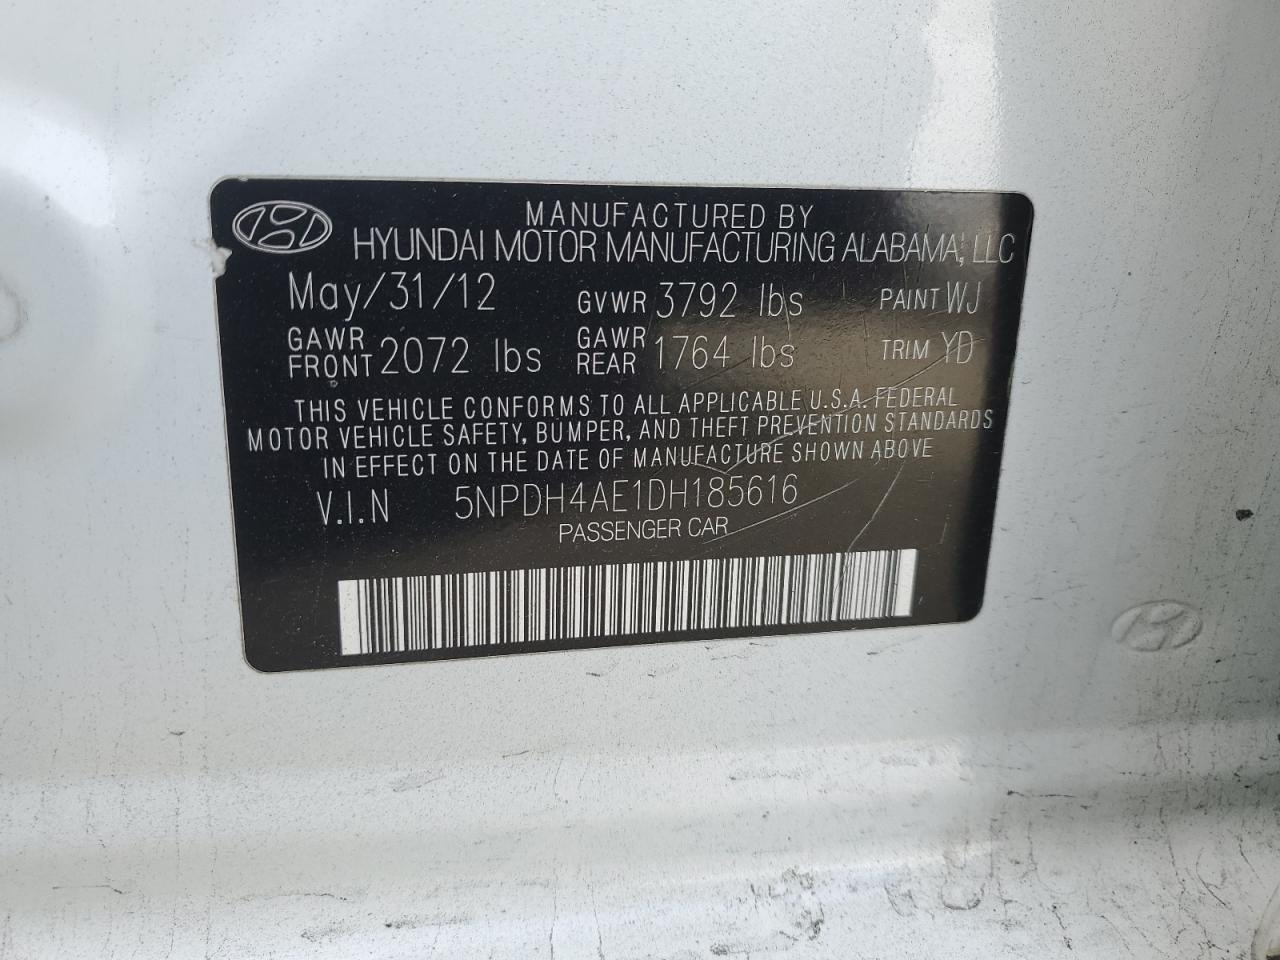 MANUFACTURED BY
HYUNDAI MOTOR MANUFACTURING ALABAMA, LLC
May/31/12 GVWR 3792 lbs PAINT WJ
GAWR FRONT 2072 lbs GAWR REAR 1764 lbs TRIM YD
THIS VEHICLE CONFORMS TO ALL APPLICABLE U.S.A. FEDERAL
MOTOR VEHICLE SAFETY, BUMPER, AND THEFT PREVENTION STANDARDS
IN EFFECT ON THE DATE OF MANUFACTURE SHOWN ABOVE
V.I.N 5NPDH4AE1DH185616
PASSENGER CAR